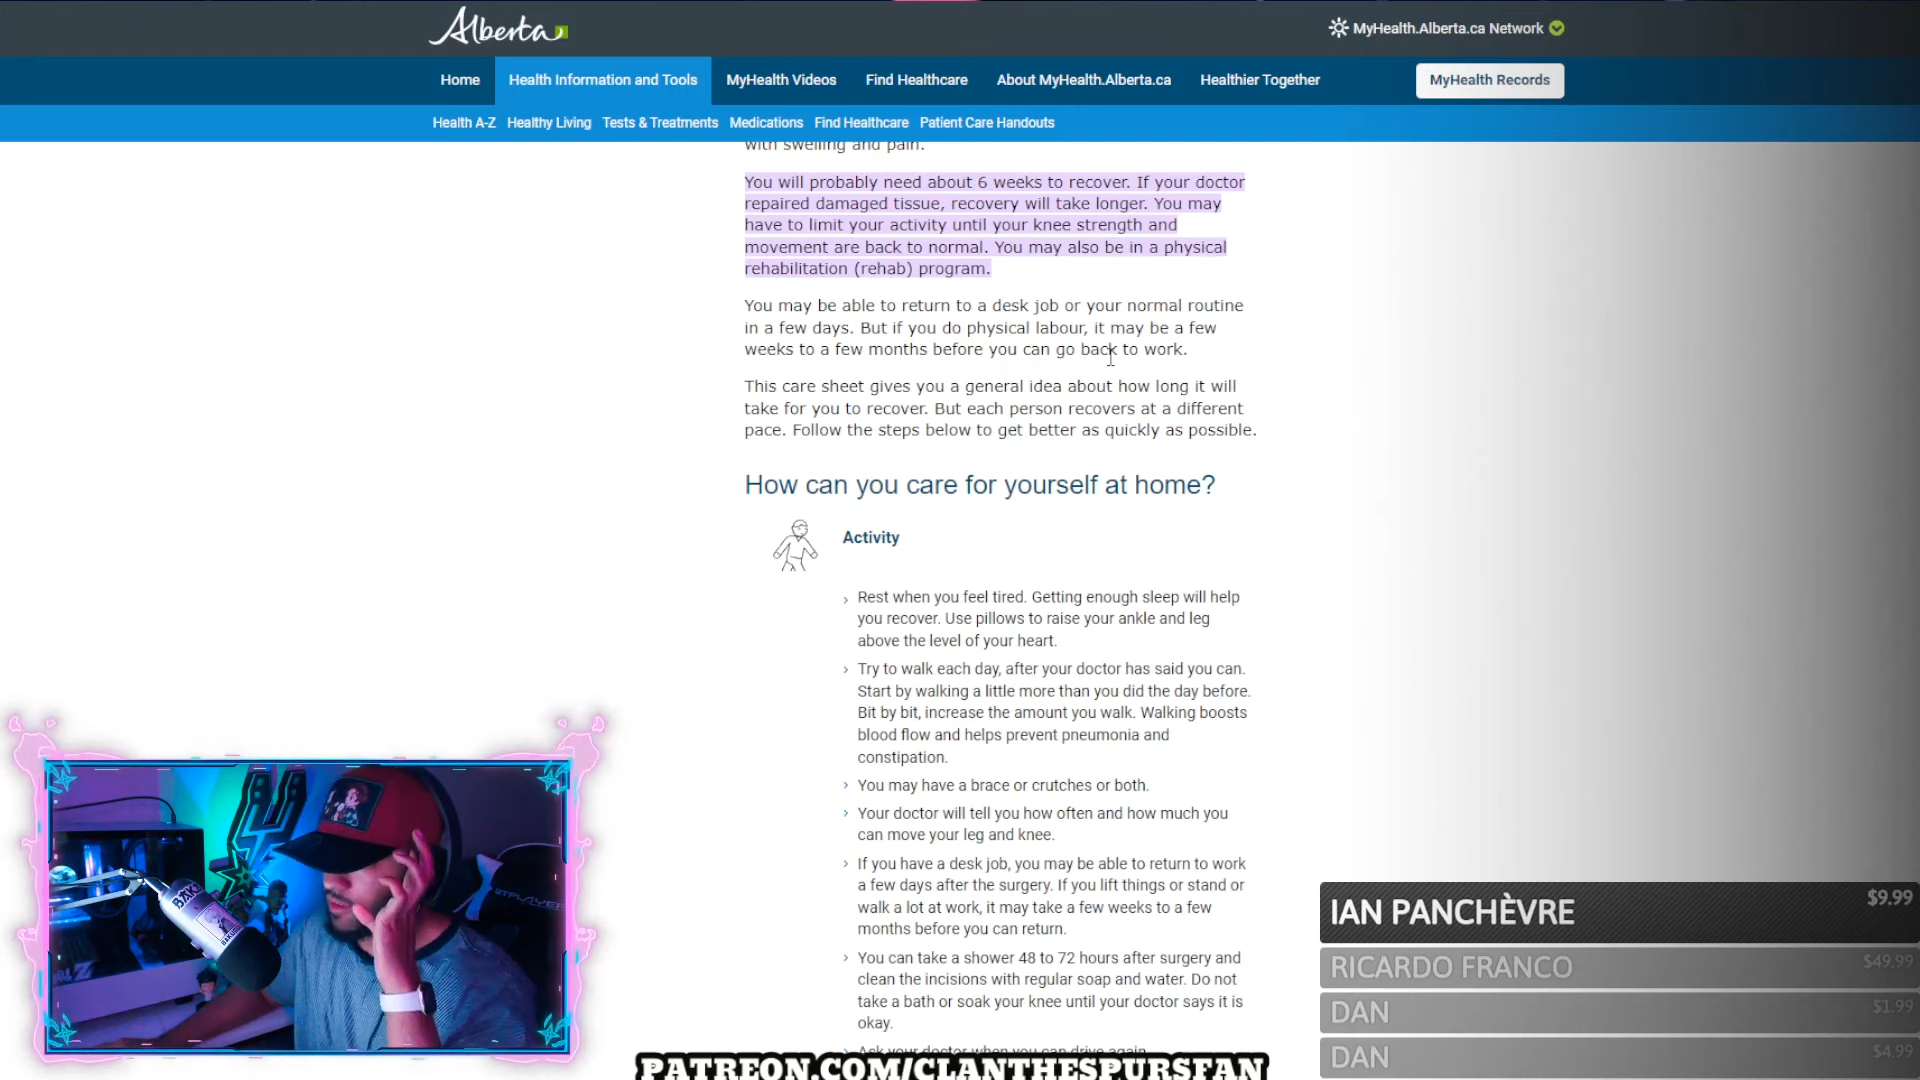 Alberta
MyHealth.Alberta.ca Network
Home Health Information and Tools MyHealth Videos Find Healthcare About MyHealth.Alberta.ca Healthier Together MyHealth Records
Health A-Z Healthy Living Tests & Treatments Medications Find Healthcare Patient Care Handouts
with swelling and pain.
You will probably need about 6 weeks to recover. If your doctor
repaired damaged tissue, recovery will take longer. You may
have to limit your activity until your knee strength and
movement are back to normal. You may also be in a physical
rehabilitation (rehab) program.
You may be able to return to a desk job or your normal routine
in a few days. But if you do physical labour, it may be a few
weeks to a few months before you can go back to work.
This care sheet gives you a general idea about how long it will
take for you to recover. But each person recovers at a different
pace. Follow the steps below to get better as quickly as possible.
How can you care for yourself at home?
Activity
Rest when you feel tired. Getting enough sleep will help
you recover. Use pillows to raise your ankle and leg
above the level of your heart.
Try to walk each day, after your doctor has said you can.
Start by walking a little more than you did the day before.
Bit by bit, increase the amount you walk. Walking boosts
blood flow and helps prevent pneumonia and
constipation.
You may have a brace or crutches or both.
Your doctor will tell you how often and how much you
can move your leg and knee.
If you have a desk job, you may be able to return to work
a few days after the surgery. If you lift things or stand or
walk a lot at work, it may take a few weeks to a few
months before you can return.
You can take a shower 48 to 72 hours after surgery and
clean the incisions with regular soap and water. Do not
take a bath or soak your knee until your doctor says it is
okay.
Ask your doctor when you can drive again.
IAN PANCHÈVRE $9.99
RICARDO FRANCO $49.99
DAN $1.99
DAN $4.99
PATREON.COM/CLANTHESPURSFAN